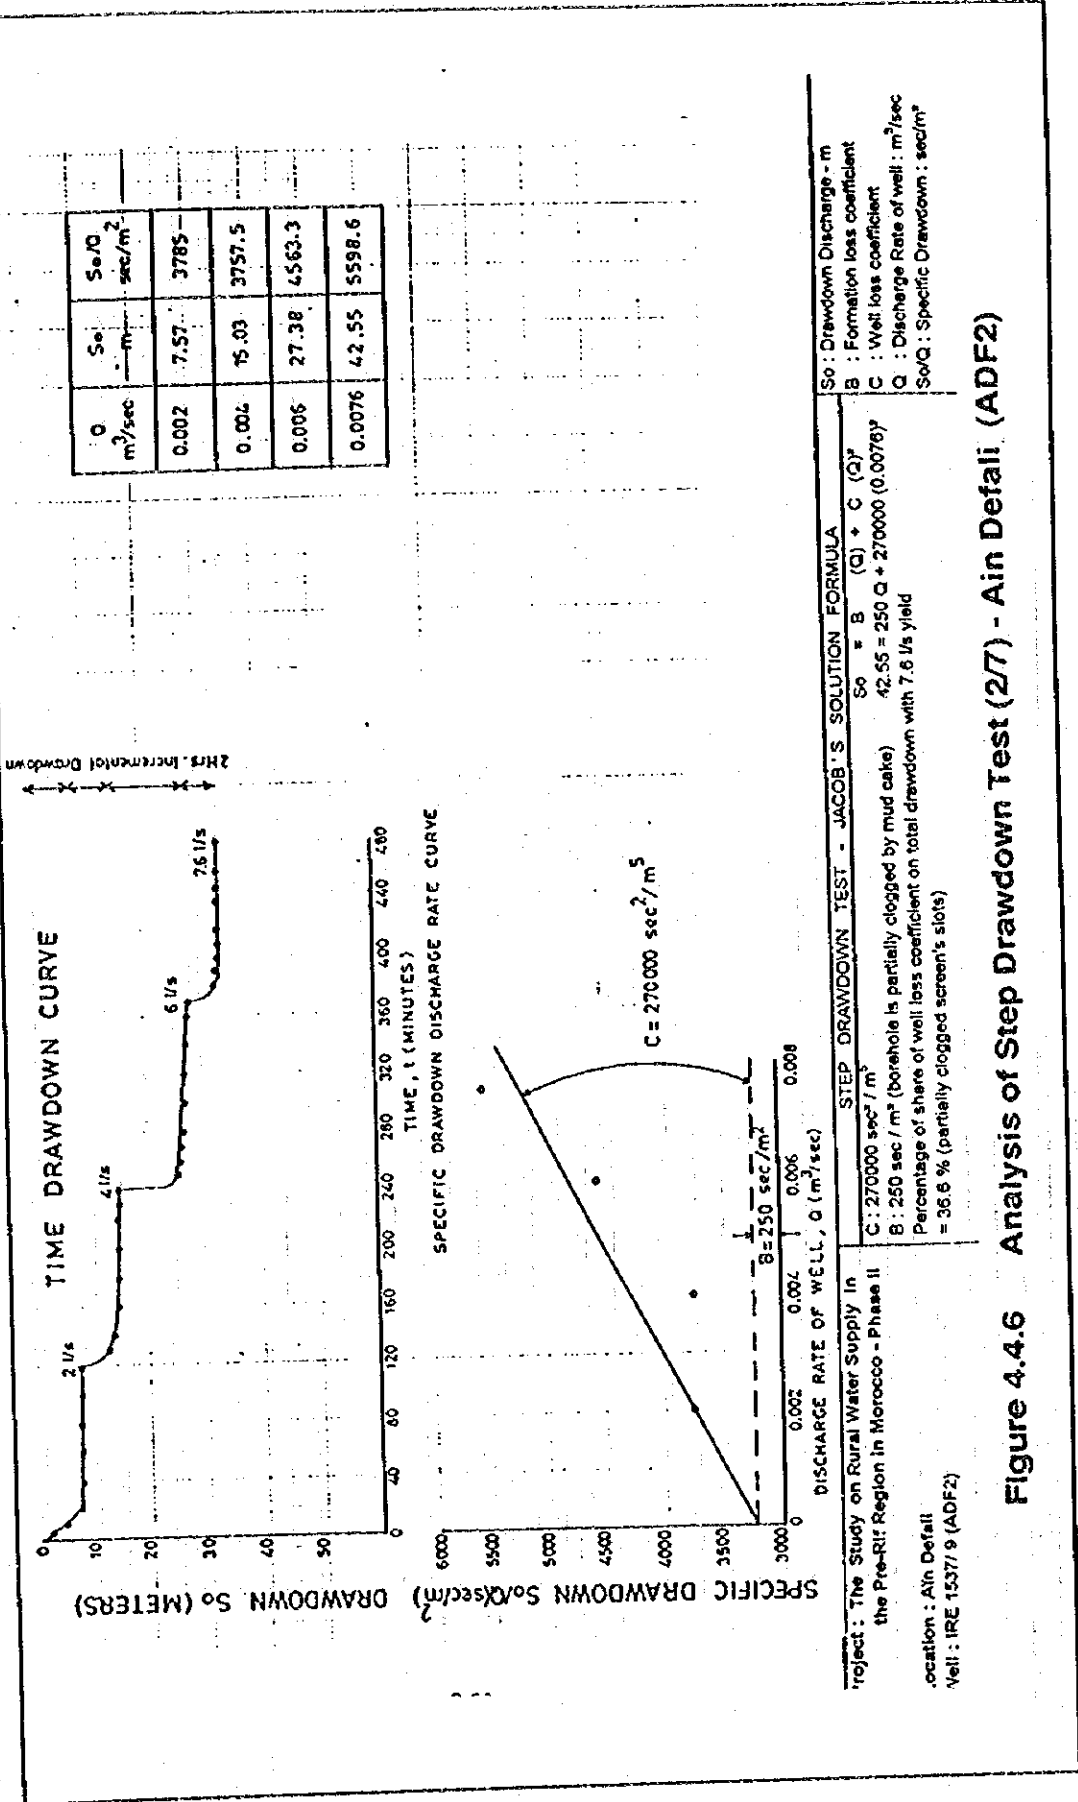 TIME DRAWDOWN CURVE
DRAWDOWN So (METERS)
0
10
20
30
40
50
2 l/s
4 l/s
6 l/s
7.6 l/s
0 40 80 120 160 200 240 280 320 360 400 440 480
TIME, t (MINUTES)
2 Hrs. Incremental Drawdown
Q So So/Q
m³/sec m sec/m²
0.002 7.57 3785
0.004 15.03 3757.5
0.006 27.38 4563.3
0.0076 42.55 5598.6
SPECIFIC DRAWDOWN DISCHARGE RATE CURVE
SPECIFIC DRAWDOWN So/Q(sec/m²)
6000
5500
5000
4500
4000
3500
3000
C = 270000 sec²/m⁵
B=250 sec/m²
0 0.002 0.004 0.006 0.008
DISCHARGE RATE OF WELL, Q (m³/sec)
roject : The Study on Rural Water Supply in
the Pre-Rif Region in Morocco - Phase II
ocation : Aïn Defali
Well : IRE 1537/ 9 (ADF2)
STEP DRAWDOWN TEST - JACOB'S SOLUTION FORMULA
C : 270000 sec² / m⁵ So = B (Q) + C (Q)²
B : 250 sec / m² (borehole is partially clogged by mud cake) 42.55 = 250 Q + 270000 (0.0076)²
Percentage of share of well loss coefficient on total drawdown with 7.6 l/s yield
= 36.6 % (partially clogged screen's slots)
So : Drawdown Discharge - m
B : Formation loss coefficient
C : Well loss coefficient
Q : Discharge Rate of well : m³/sec
So/Q : Specific Drawdown : sec/m²
Figure 4.4.6 Analysis of Step Drawdown Test (2/7) - Ain Defali (ADF2)